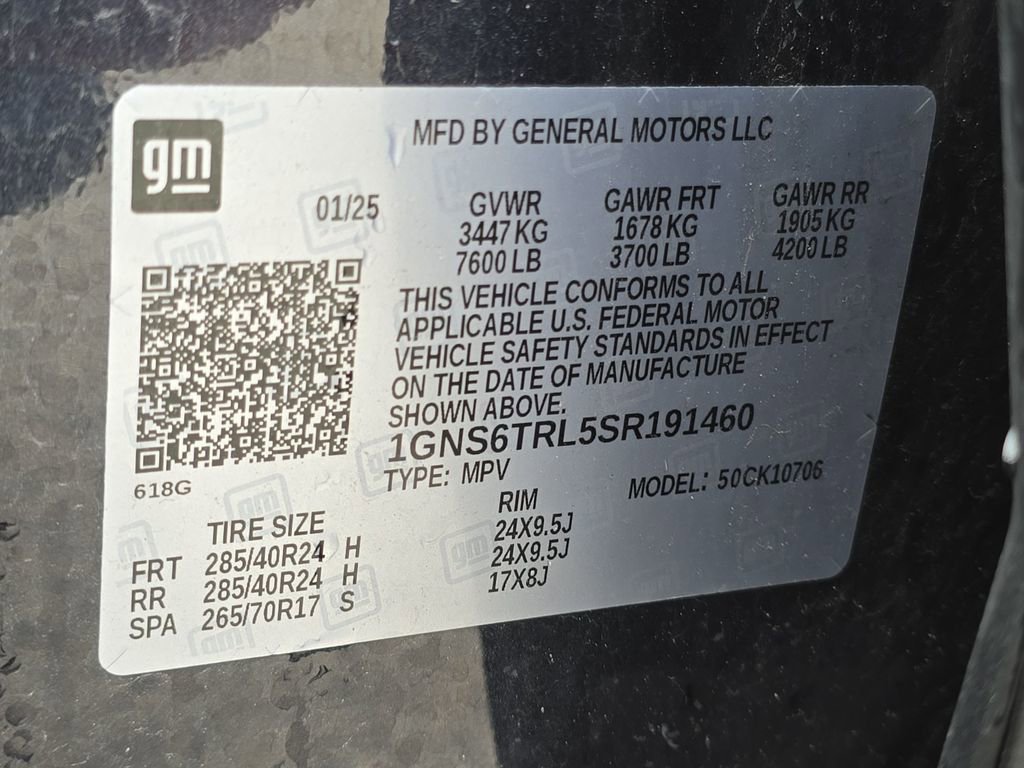 gm
MFD BY GENERAL MOTORS LLC
01/25
GVWR GAWR FRT GAWR RR
3447 KG 1678 KG 1905 KG
7600 LB 3700 LB 4200 LB
THIS VEHICLE CONFORMS TO ALL
APPLICABLE U.S. FEDERAL MOTOR
VEHICLE SAFETY STANDARDS IN EFFECT
ON THE DATE OF MANUFACTURE
SHOWN ABOVE.
1GNS6TRL5SR191460
TYPE: MPV MODEL: 50CK10706
618G
TIRE SIZE RIM
FRT 285/40R24 H 24X9.5J
RR 285/40R24 H 24X9.5J
SPA 265/70R17 S 17X8J